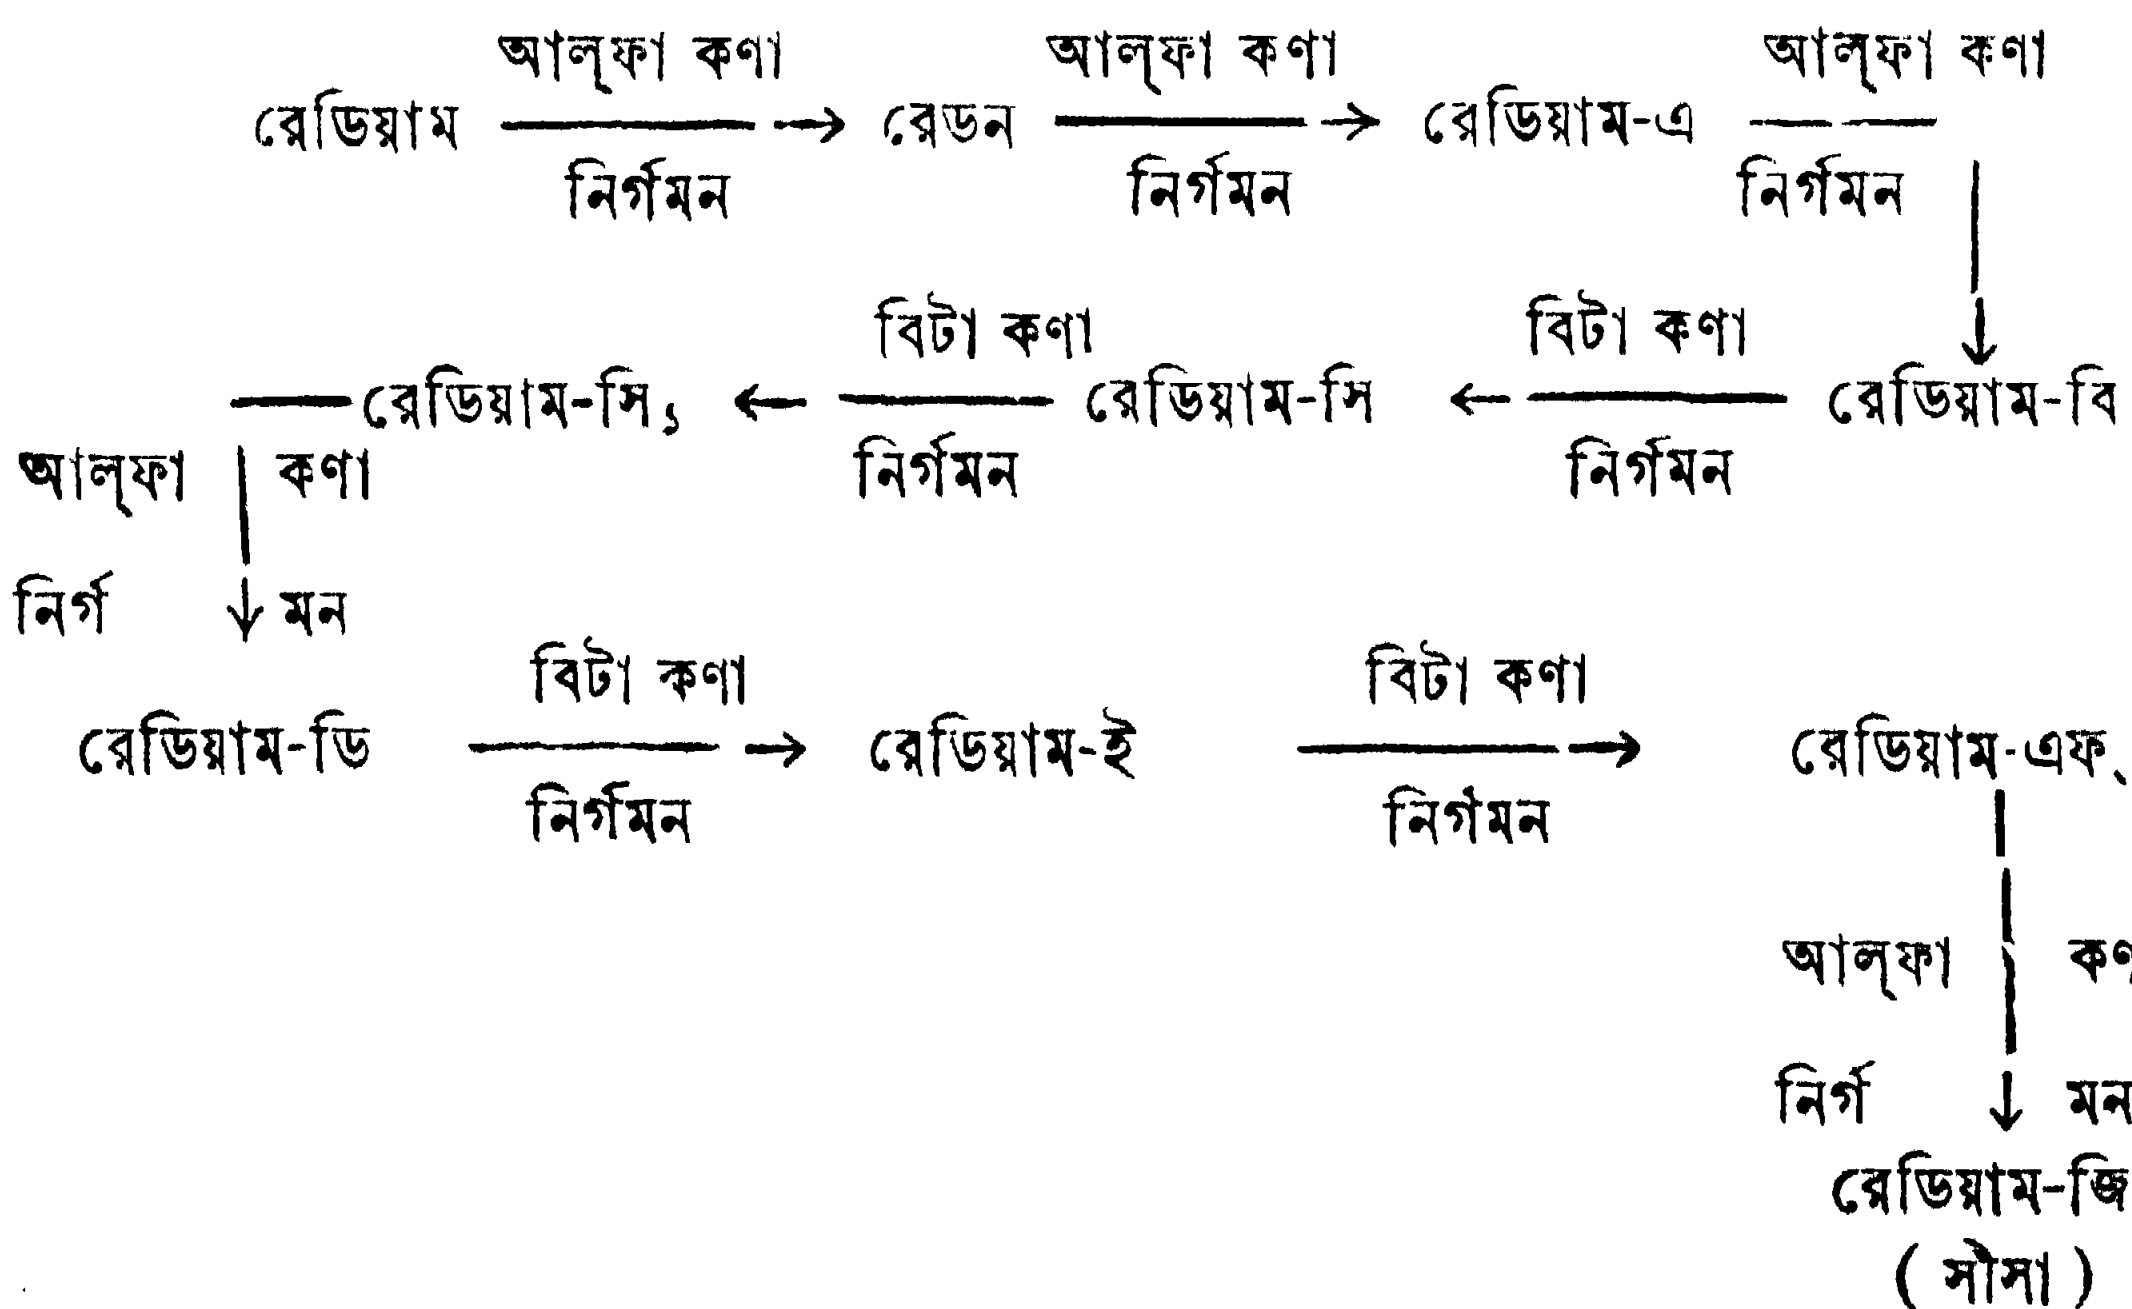 আল্‌ফা কণা আল্‌ফা কণা আল্‌ফা কণা
রেডিয়াম → রেডন → রেডিয়াম-এ
নির্গমন নির্গমন নির্গমন
বিটা কণা বিটা কণা
রেডিয়াম-সি, ← রেডিয়াম-সি ← রেডিয়াম-বি
আল্‌ফা কণা নির্গমন নির্গমন
নির্গ ↓ মন
বিটা কণা বিটা কণা
রেডিয়াম-ডি → রেডিয়াম-ই → রেডিয়াম-এফ্
নির্গমন নির্গমন
আল্‌ফা
নির্গ ↓ মন
রেডিয়াম-জি
( সীসা )